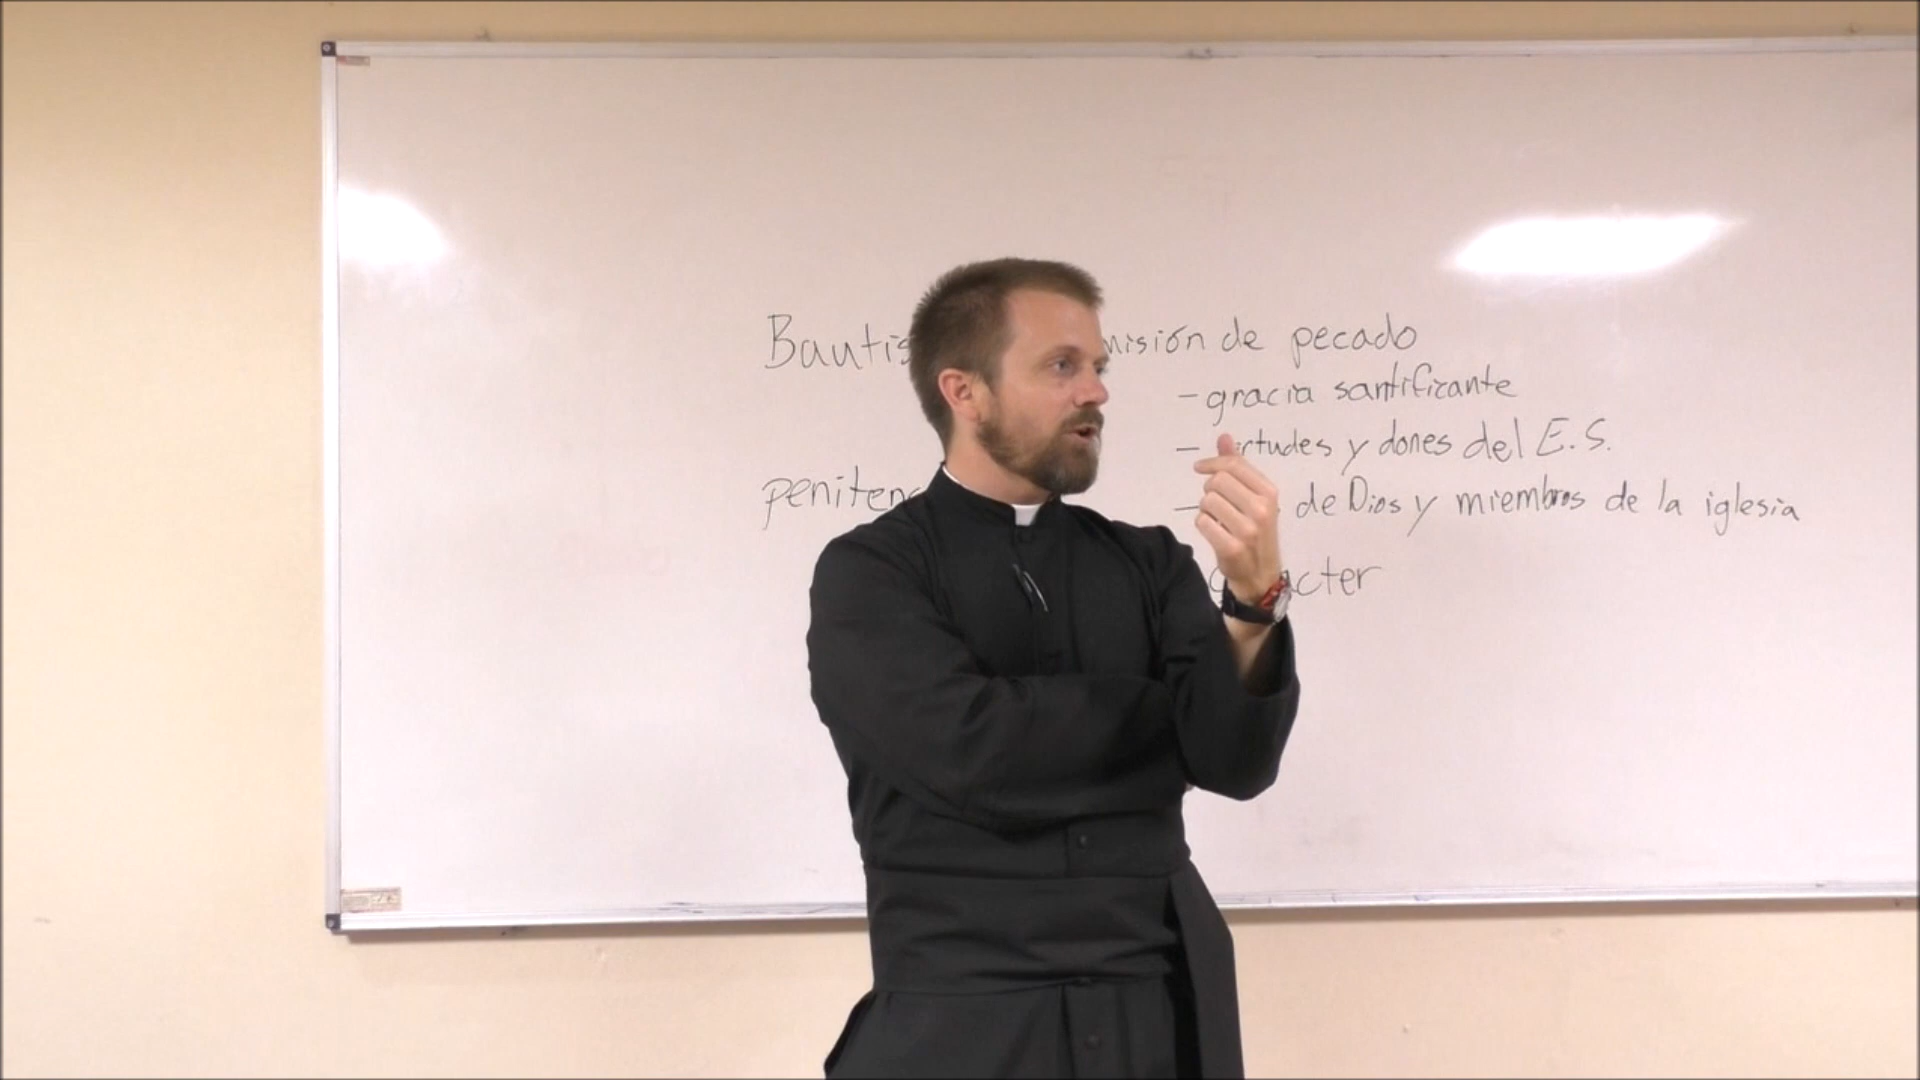 Bautis misión de pecado
- gracia santificante
- rtudes y dones del E.S.
peniten - de Dios y miembros de la iglesia
c acter